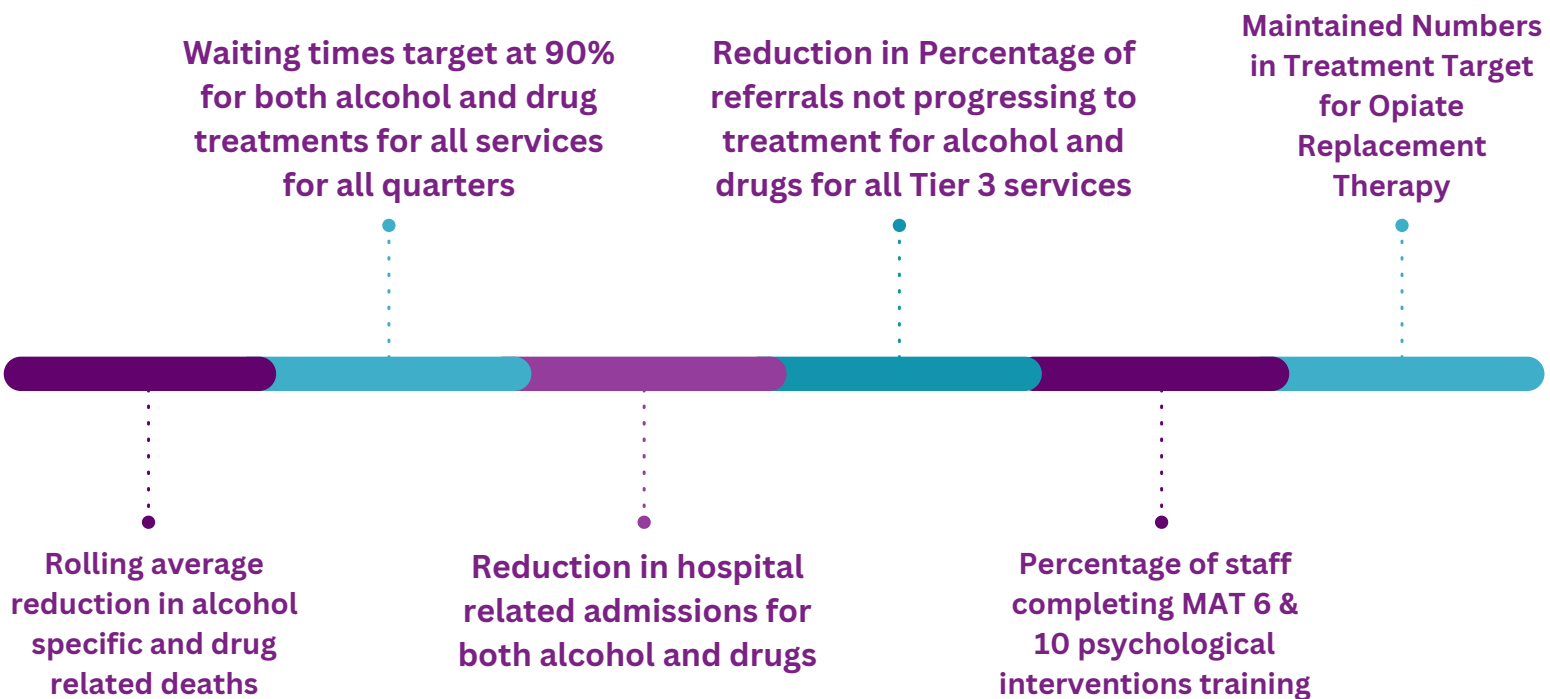 Waiting times target at 90%
for both alcohol and drug
treatments for all services
for all quarters
Reduction in Percentage of
referrals not progressing to
treatment for alcohol and
drugs for all Tier 3 services
Maintained Numbers
in Treatment Target
for Opiate
Replacement
Therapy
Rolling average
reduction in alcohol
specific and drug
related deaths
Reduction in hospital
related admissions for
both alcohol and drugs
Percentage of staff
completing MAT 6 &
10 psychological
interventions training